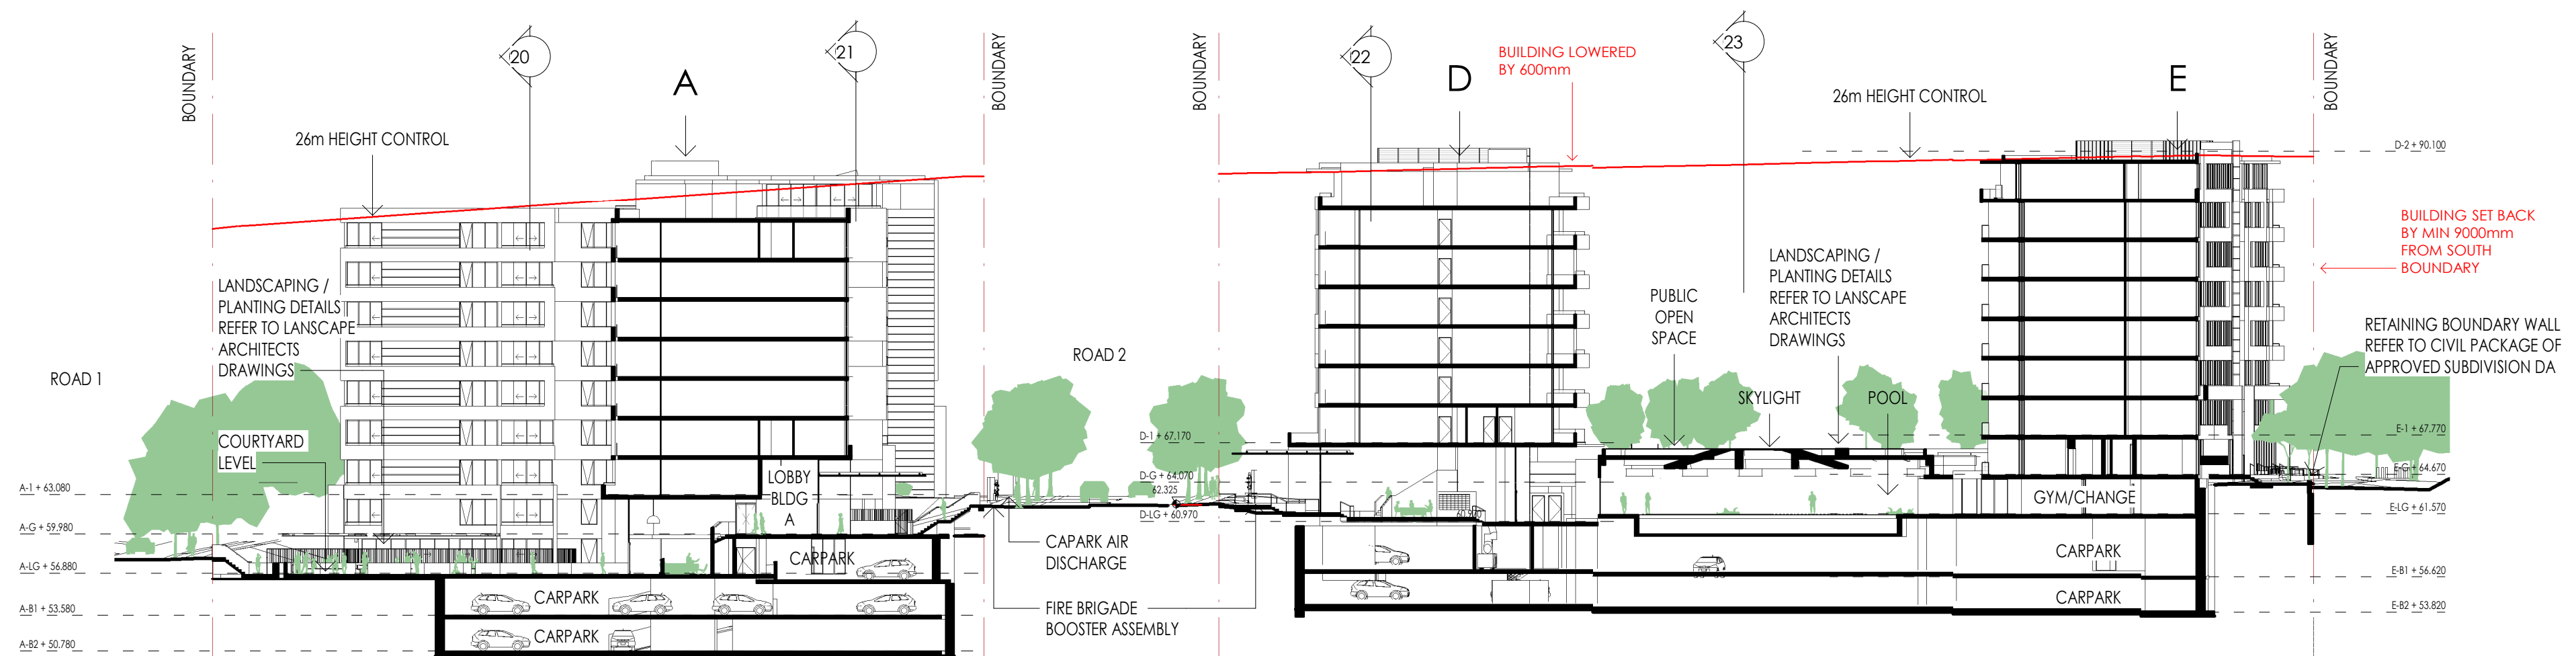 BOUNDARY
20
A
21
BOUNDARY
BOUNDARY
22
D
BUILDING LOWERED
BY 600mm
23
26m HEIGHT CONTROL
E
BOUNDARY
26m HEIGHT CONTROL
D-2 + 90.100
BUILDING SET BACK
BY MIN 9000mm
FROM SOUTH
BOUNDARY
LANDSCAPING /
PLANTING DETAILS
REFER TO LANSCAPE
ARCHITECTS
DRAWINGS
LANDSCAPING /
PLANTING DETAILS
REFER TO LANSCAPE
ARCHITECTS
DRAWINGS
PUBLIC
OPEN
SPACE
RETAINING BOUNDARY WALL
REFER TO CIVIL PACKAGE OF
APPROVED SUBDIVISION DA
ROAD 1
ROAD 2
SKYLIGHT
POOL
COURTYARD
LEVEL
D-1 + 67.170
E-1 + 67.770
LOBBY
BLDG
A
D-G + 64.070
62.325
E-G + 64.670
A-1 + 63.080
GYM/CHANGE
D-LG + 60.970
60.900
E-LG + 61.570
A-G + 59.980
CAPARK AIR
DISCHARGE
CARPARK
CARPARK
A-LG + 56.880
E-B1 + 56.620
CARPARK
CARPARK
A-B1 + 53.580
FIRE BRIGADE
BOOSTER ASSEMBLY
E-B2 + 53.820
CARPARK
A-B2 + 50.780